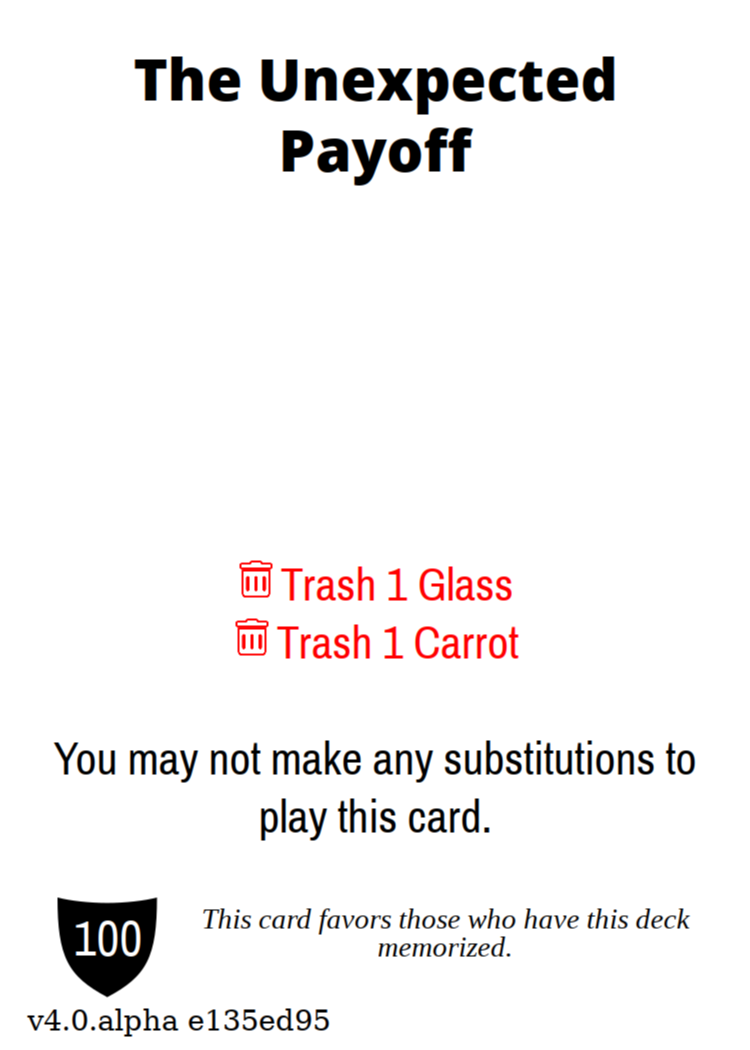 The Unexpected
Payoff
Trash 1 Glass
Trash 1 Carrot
You may not make any substitutions to
play this card.
100
This card favors those who have this deck
memorized.
v4.0.alpha e135ed95